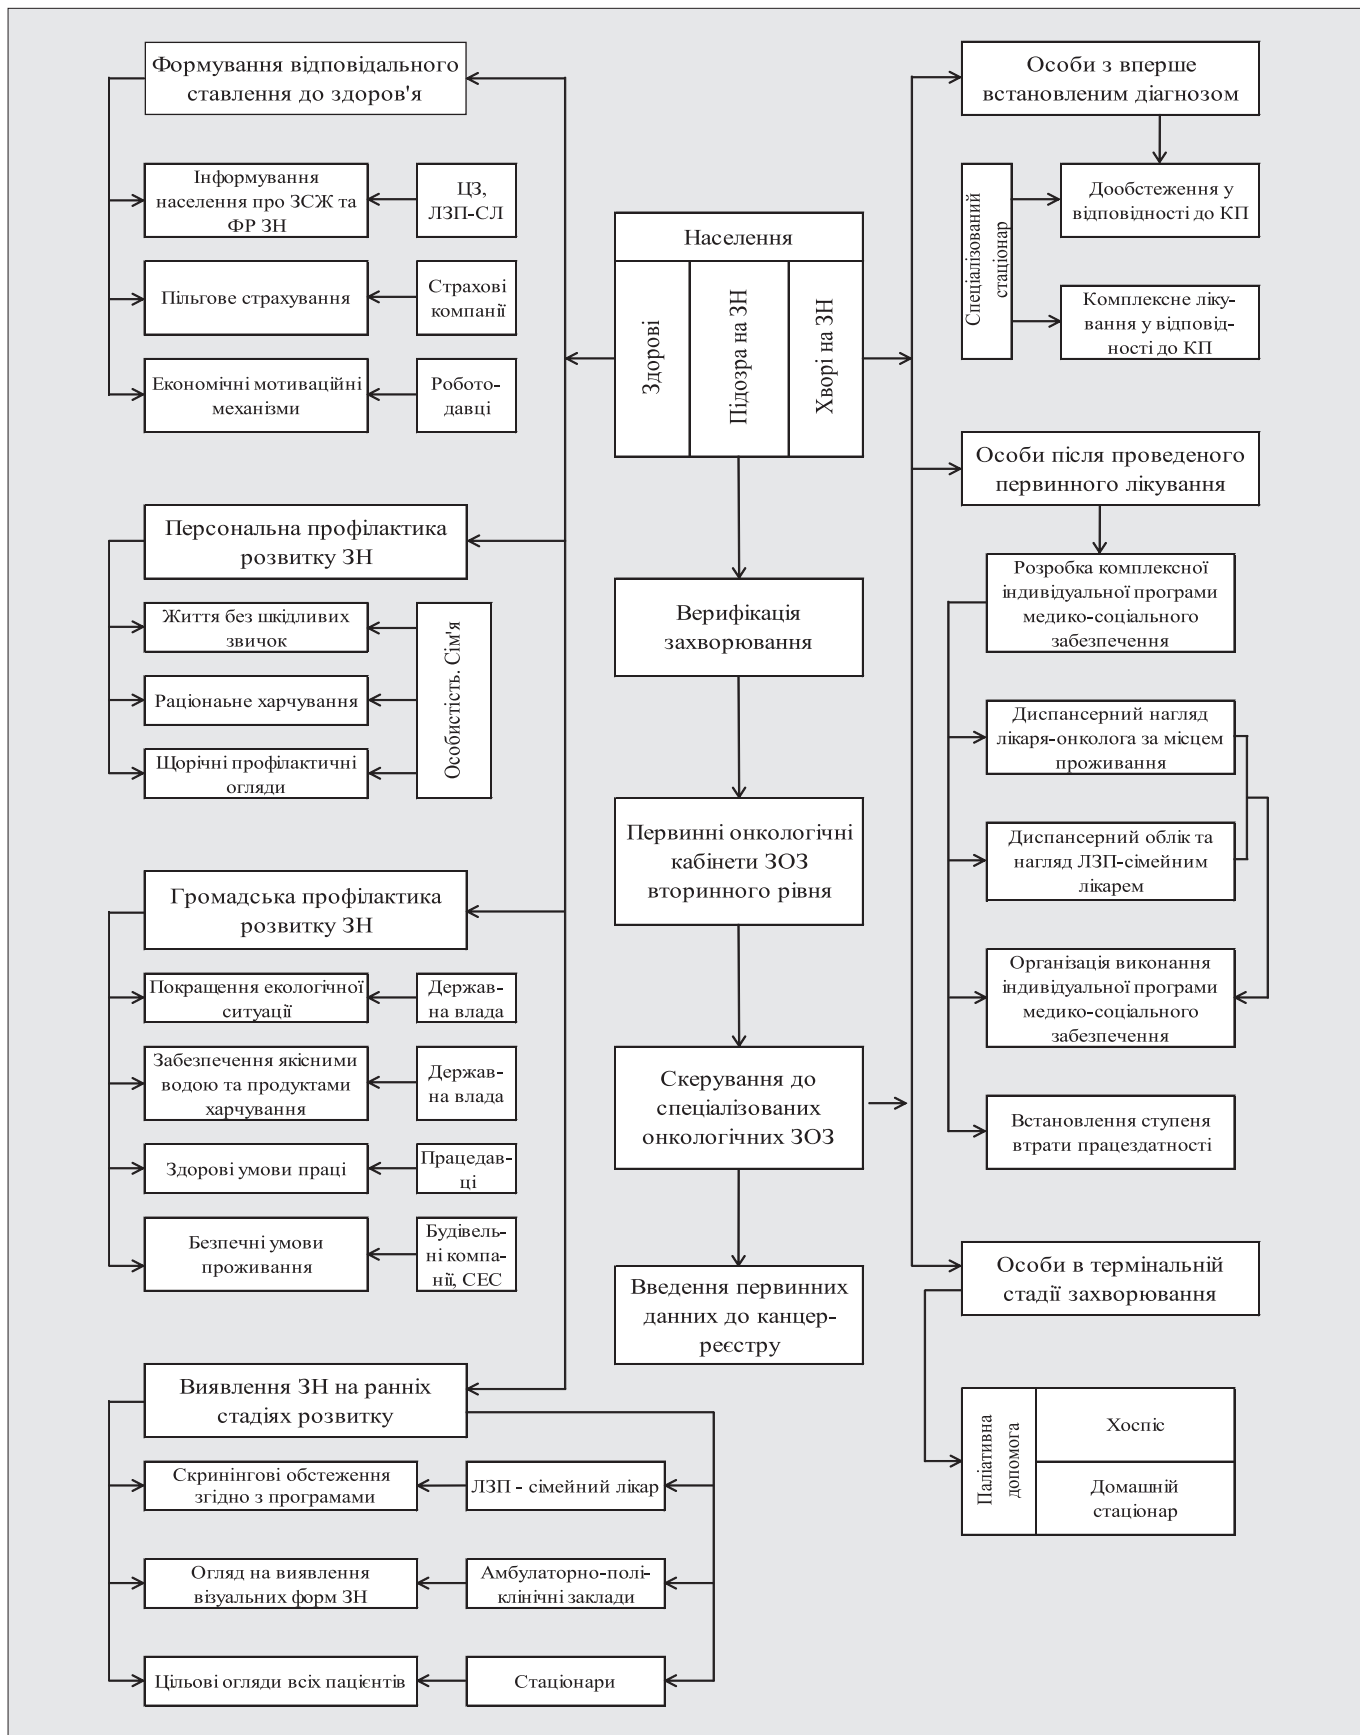 Формування відповідального
ставлення до здоров'я
Інформування
населення про ЗСЖ та
ФР ЗН
ЦЗ,
ЛЗП-СЛ
Пільгове страхування
Страхові
компанії
Економічні мотиваційні
механізми
Роботo-
давці
Персональна профілактика
розвитку ЗН
Життя без шкідливих
звичок
Раціонаьне харчування
Щорічні профілактичні
огляди
Особистість. Сім'я
Громадська профілактика
розвитку ЗН
Покращення екологічної
ситуації
Держав-
на влада
Забезпечення якісними
водою та продуктами
харчування
Держав-
на влада
Здорові умови праці
Працедав-
ці
Безпечні умови
проживання
Будівель-
ні компа-
нії, СЕС
Виявлення ЗН на ранніх
стадіях розвитку
Скринінгові обстеження
згідно з програмами
ЛЗП - сімейний лікар
Огляд на виявлення
візуальних форм ЗН
Амбулаторно-полі-
клінічні заклади
Цільові огляди всіх пацієнтів
Стаціонари
Населення
Здорові
Підозра на ЗН
Хворі на ЗН
Верифікація
захворювання
Первинні онкологічні
кабінети ЗОЗ
вторинного рівня
Скерування до
спеціалізованих
онкологічних ЗОЗ
Введення первинних
данних до канцер-
реєстру
Особи з вперше
встановленим діагнозом
Спеціалізований
стаціонар
Дообстеження у
відповідності до КП
Комплексне ліку-
вання у відповід-
ності до КП
Особи після проведеного
первинного лікування
Розробка комплексної
індивідуальної програми
медико-соціального
забезпечення
Диспансерний нагляд
лікаря-онколога за місцем
проживання
Диспансерний облік та
нагляд ЛЗП-сімейним
лікарем
Організація виконання
індивідуальної програми
медико-соціального
забезпечення
Встановлення ступеня
втрати працездатності
Особи в термінальній
стадії захворювання
Паліативна
допомога
Хоспіс
Домашній
стаціонар